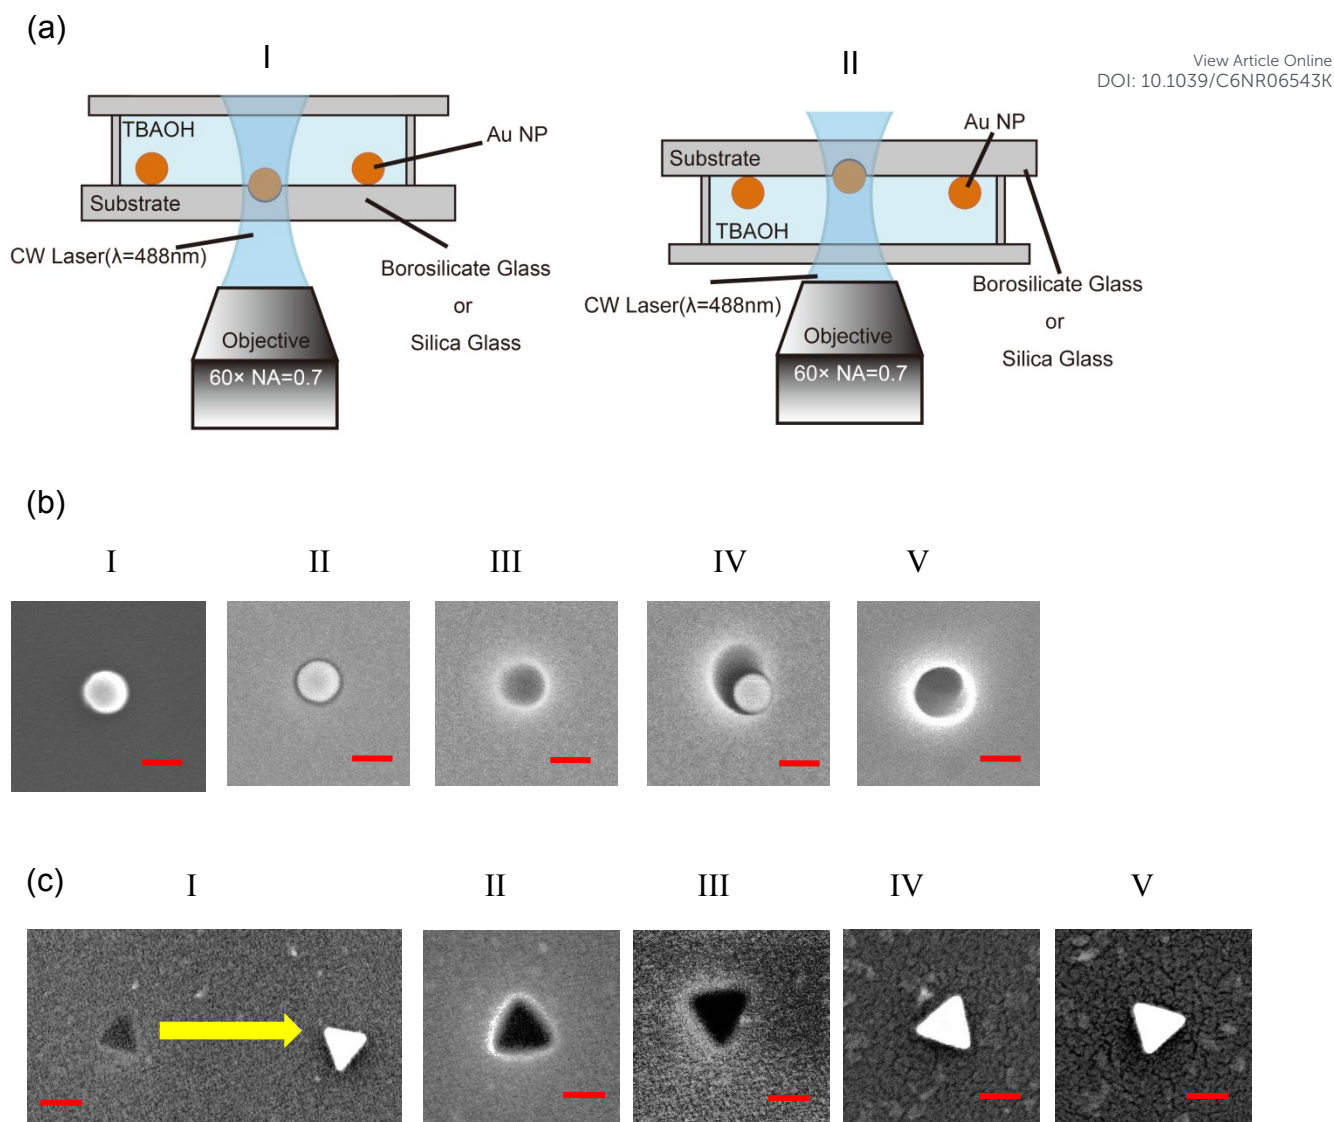 (a)
I
II
View Article Online
DOI: 10.1039/C6NR06543K
TBAOH
Au NP
Substrate
CW Laser(λ=488nm)
Borosilicate Glass
or
Silica Glass
Objective
60× NA=0.7
Au NP
Substrate
TBAOH
CW Laser(λ=488nm)
Borosilicate Glass
or
Silica Glass
Objective
60× NA=0.7
(b)
I II III IV V
(c)
I II III IV V